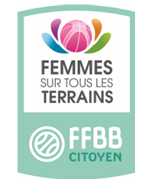 FEMMES
SUR TOUS LES
TERRAINS
FFBB
CITOYEN